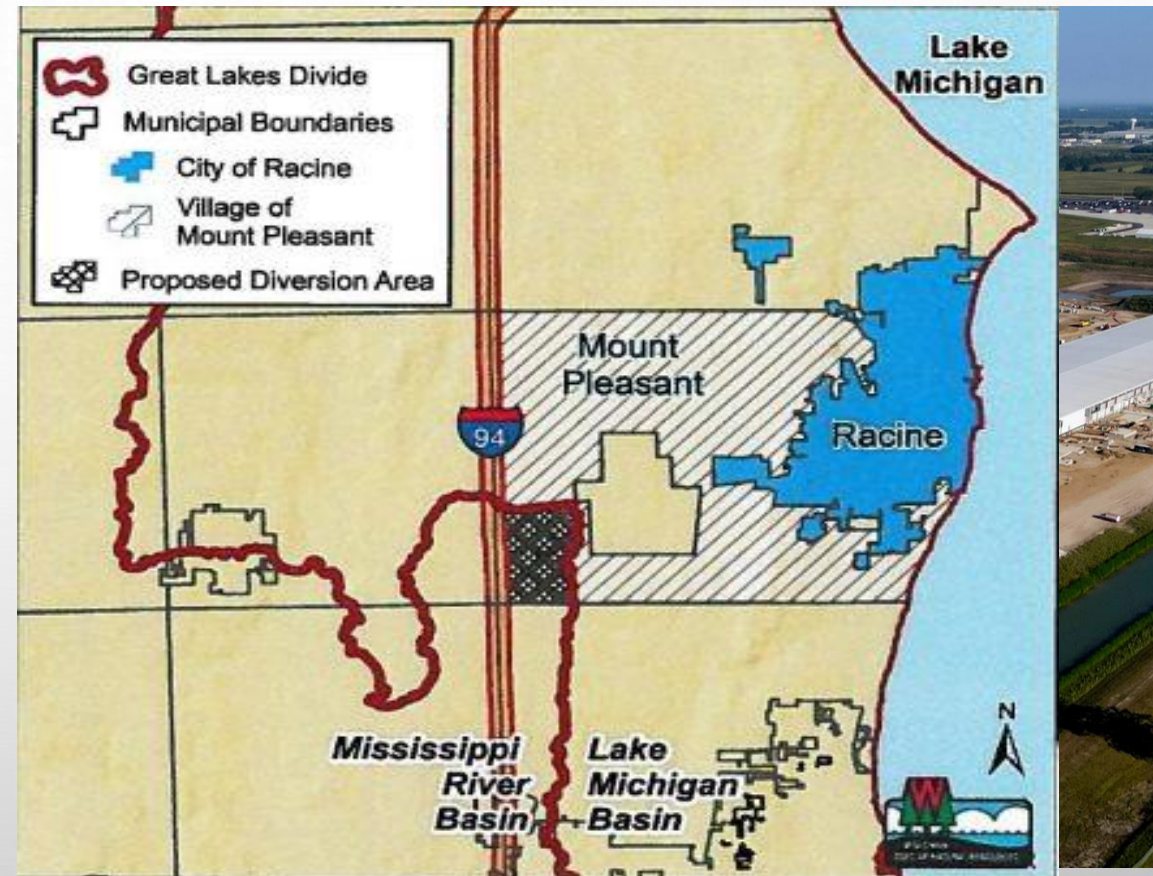 Great Lakes Divide
Municipal Boundaries
City of Racine
Village of
Mount Pleasant
Proposed Diversion Area
Lake
Michigan
Mount
Pleasant
94
Racine
Mississippi
River
Basin
Lake
Michigan
Basin
N
W